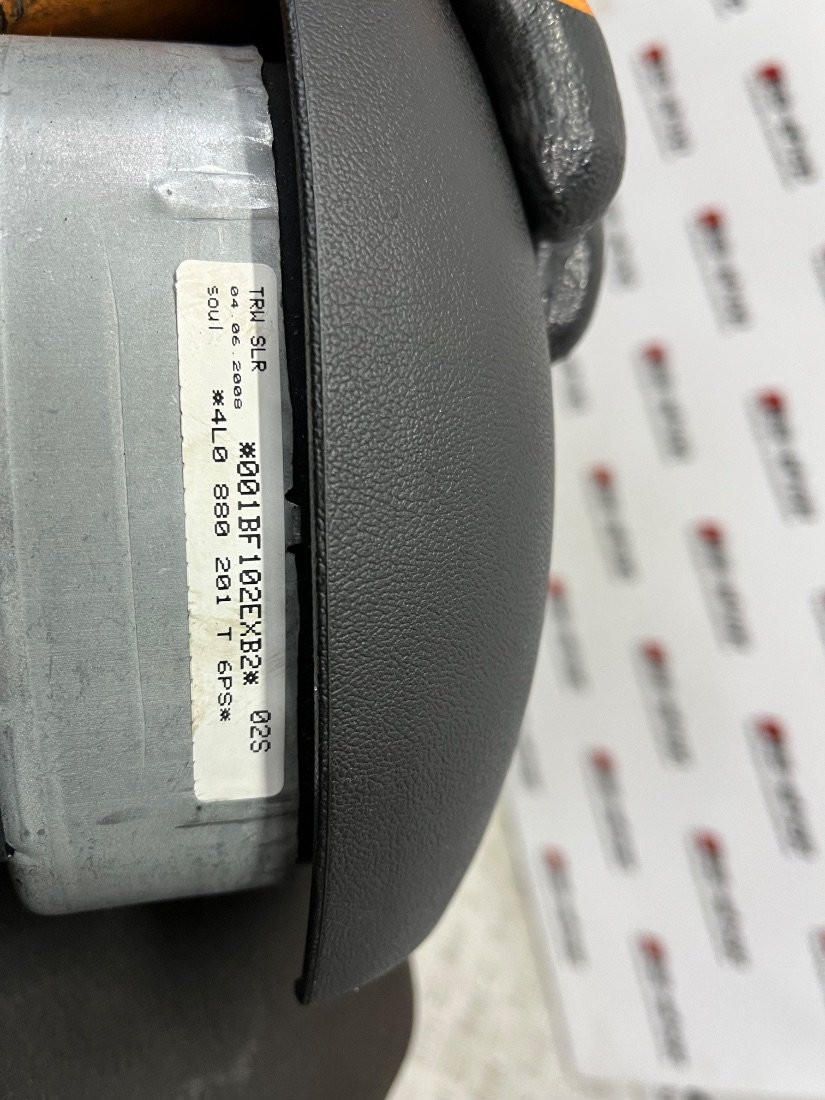 TRW SLR
04.06.2008
soul
*001BF102EXB2* 02S
*4L0 880 201 T 6PS*